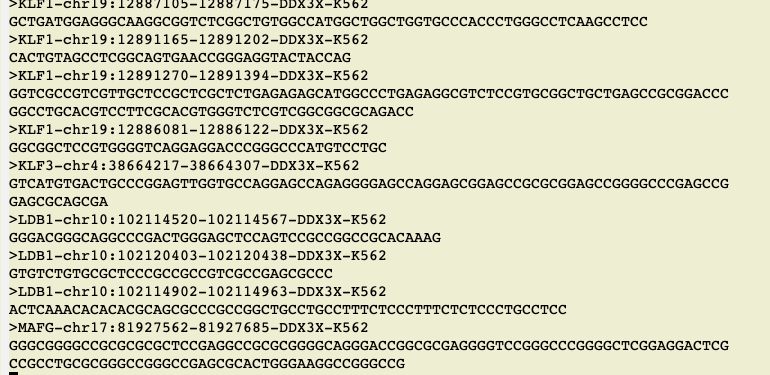 >KLF1-chr19:12887105-12887175-DDX3X-K562
GCTGATGGAGGGCAAGGCGGTCTCGGCTGTGGCCATGGCTGGCTGGTGCCCACCCTGGGCCTCAAGCCTCC
>KLF1-chr19:12891165-12891202-DDX3X-K562
CACTGTAGCCTCGGCAGTGAACCGGGAGGTACTACCAG
>KLF1-chr19:12891270-12891394-DDX3X-K562
GGTCGCCGTCGTTGCTCCGCTCGCTCTGAGAGAGCATGGCCCTGAGAGGCGTCTCCGTGCGGCTGCTGAGCCGCGGACCC
GGCCTGCACGTCCTTCGCACGTGGGTCTCGTCGGCGGCGCAGACC
>KLF1-chr19:12886081-12886122-DDX3X-K562
GGCGGCTCCGTGGGGTCAGGAGGACCCGGGCCCATGTCCTGC
>KLF3-chr4:38664217-38664307-DDX3X-K562
GTCATGTGACTGCCCGGAGTTGGTGCCAGGAGCCAGAGGGGAGCCAGGAGCGGAGCCGCGCGGAGCCGGGGCCCGAGCCG
GAGCGCAGCGA
>LDB1-chr10:102114520-102114567-DDX3X-K562
GGGACGGGCAGGCCCGACTGGGAGCTCCAGTCCGCCGGCCGCACAAAG
>LDB1-chr10:102120403-102120438-DDX3X-K562
GTGTCTGTGCGCTCCCGCCGCCGTCGCCGAGCGCCC
>LDB1-chr10:102114902-102114963-DDX3X-K562
ACTCAAACACACACGCAGCGCCCGCCGGCTGCCTGCCTTTCTCCCTTTCTCTCCCTGCCTCC
>MAFG-chr17:81927562-81927685-DDX3X-K562
GGGCGGGGCCGCGCGCGCTCCGAGGCCGCGCGGGGCAGGGACCGGCGCGAGGGGTCCGGGCCCGGGGCTCGGAGGACTCG
CCGCCTGCGCGGGCCGGGCCGAGCGCACTGGGAAGGCCGGGCCG